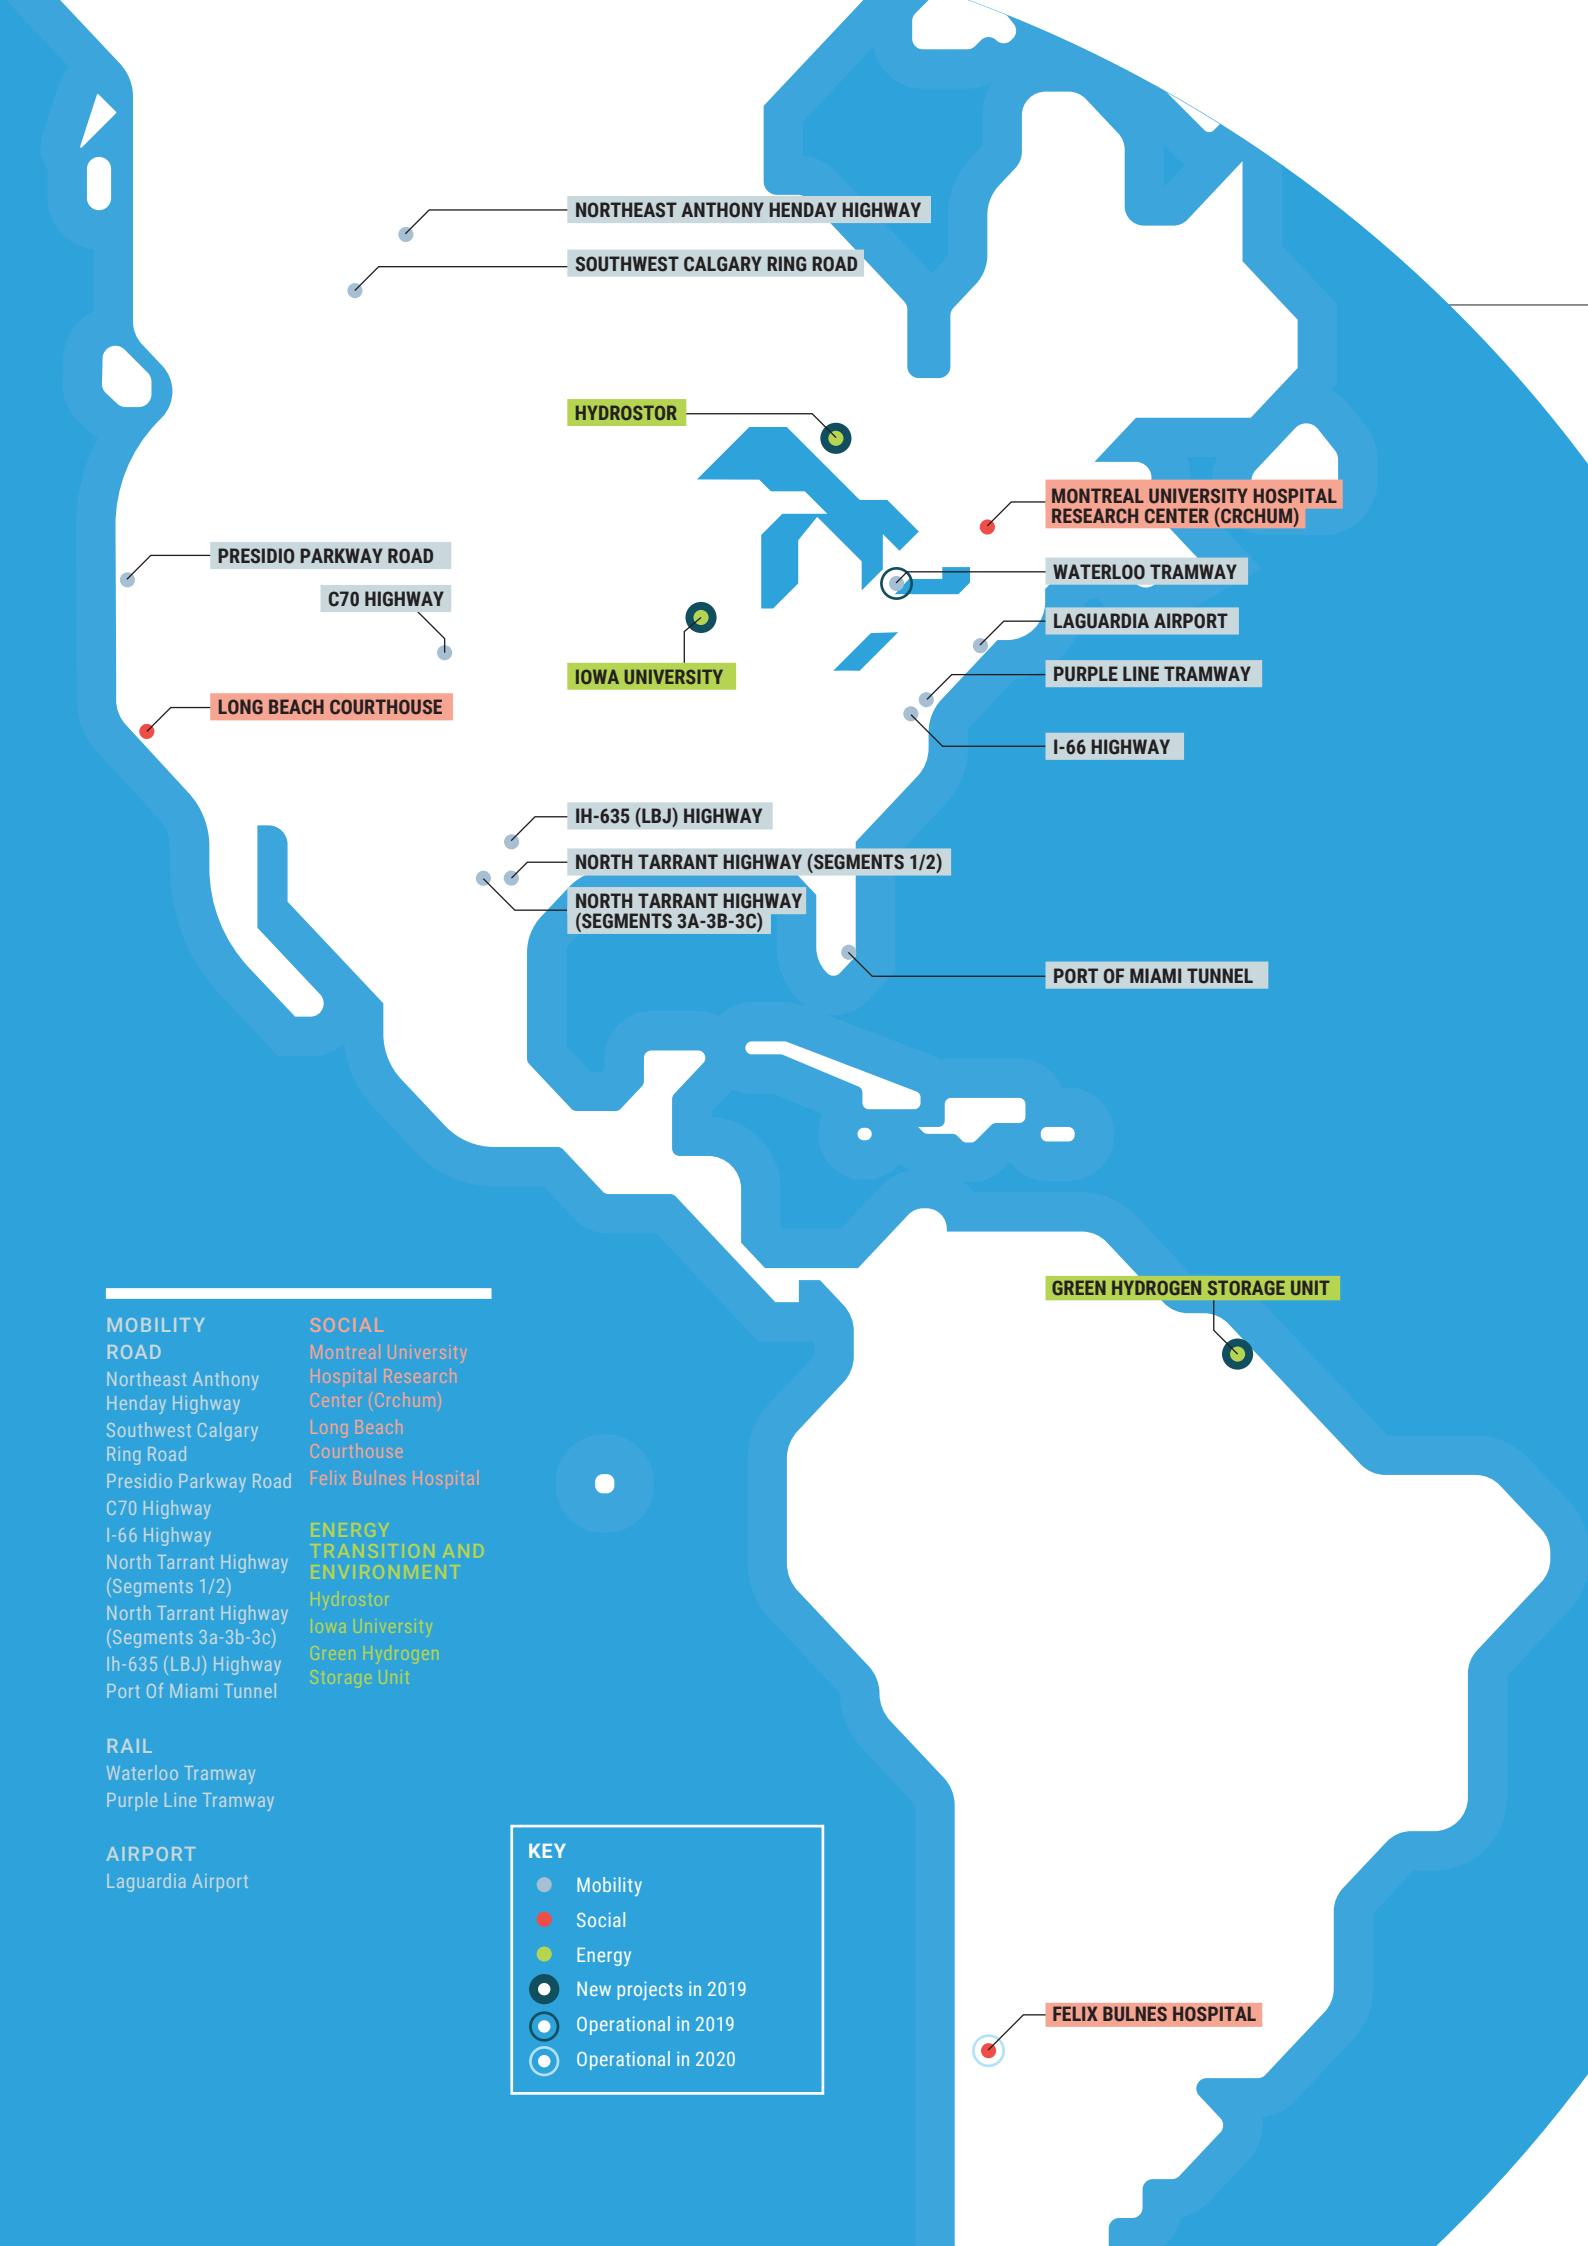 NORTHEAST ANTHONY HENDAY HIGHWAY
SOUTHWEST CALGARY RING ROAD
HYDROSTOR
MONTREAL UNIVERSITY HOSPITAL
RESEARCH CENTER (CRCHUM)
PRESIDIO PARKWAY ROAD
WATERLOO TRAMWAY
C70 HIGHWAY
LAGUARDIA AIRPORT
IOWA UNIVERSITY
PURPLE LINE TRAMWAY
LONG BEACH COURTHOUSE
I-66 HIGHWAY
IH-635 (LBJ) HIGHWAY
NORTH TARRANT HIGHWAY (SEGMENTS 1/2)
NORTH TARRANT HIGHWAY
(SEGMENTS 3A-3B-3C)
PORT OF MIAMI TUNNEL
GREEN HYDROGEN STORAGE UNIT
MOBILITY
ROAD
Northeast Anthony
Henday Highway
Southwest Calgary
Ring Road
Presidio Parkway Road
C70 Highway
I-66 Highway
North Tarrant Highway
(Segments 1/2)
North Tarrant Highway
(Segments 3a-3b-3c)
Ih-635 (LBJ) Highway
Port Of Miami Tunnel
RAIL
Waterloo Tramway
Purple Line Tramway
AIRPORT
Laguardia Airport
SOCIAL
Montreal University
Hospital Research
Center (Crchum)
Long Beach
Courthouse
Felix Bulnes Hospital
ENERGY
TRANSITION AND
ENVIRONMENT
Hydrostor
Iowa University
Green Hydrogen
Storage Unit
KEY
Mobility
Social
Energy
New projects in 2019
Operational in 2019
Operational in 2020
FELIX BULNES HOSPITAL